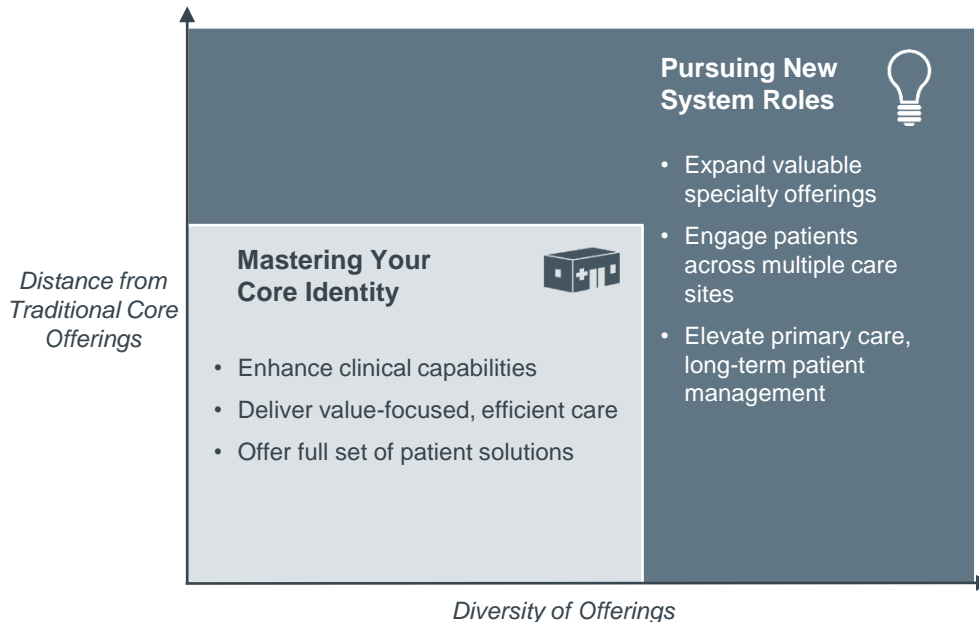 Pursuing New
System Roles
• Expand valuable
specialty offerings
• Engage patients
across multiple care
sites
• Elevate primary care,
long-term patient
management
Mastering Your
Core Identity
• Enhance clinical capabilities
• Deliver value-focused, efficient care
• Offer full set of patient solutions
Distance from
Traditional Core
Offerings
Diversity of Offerings